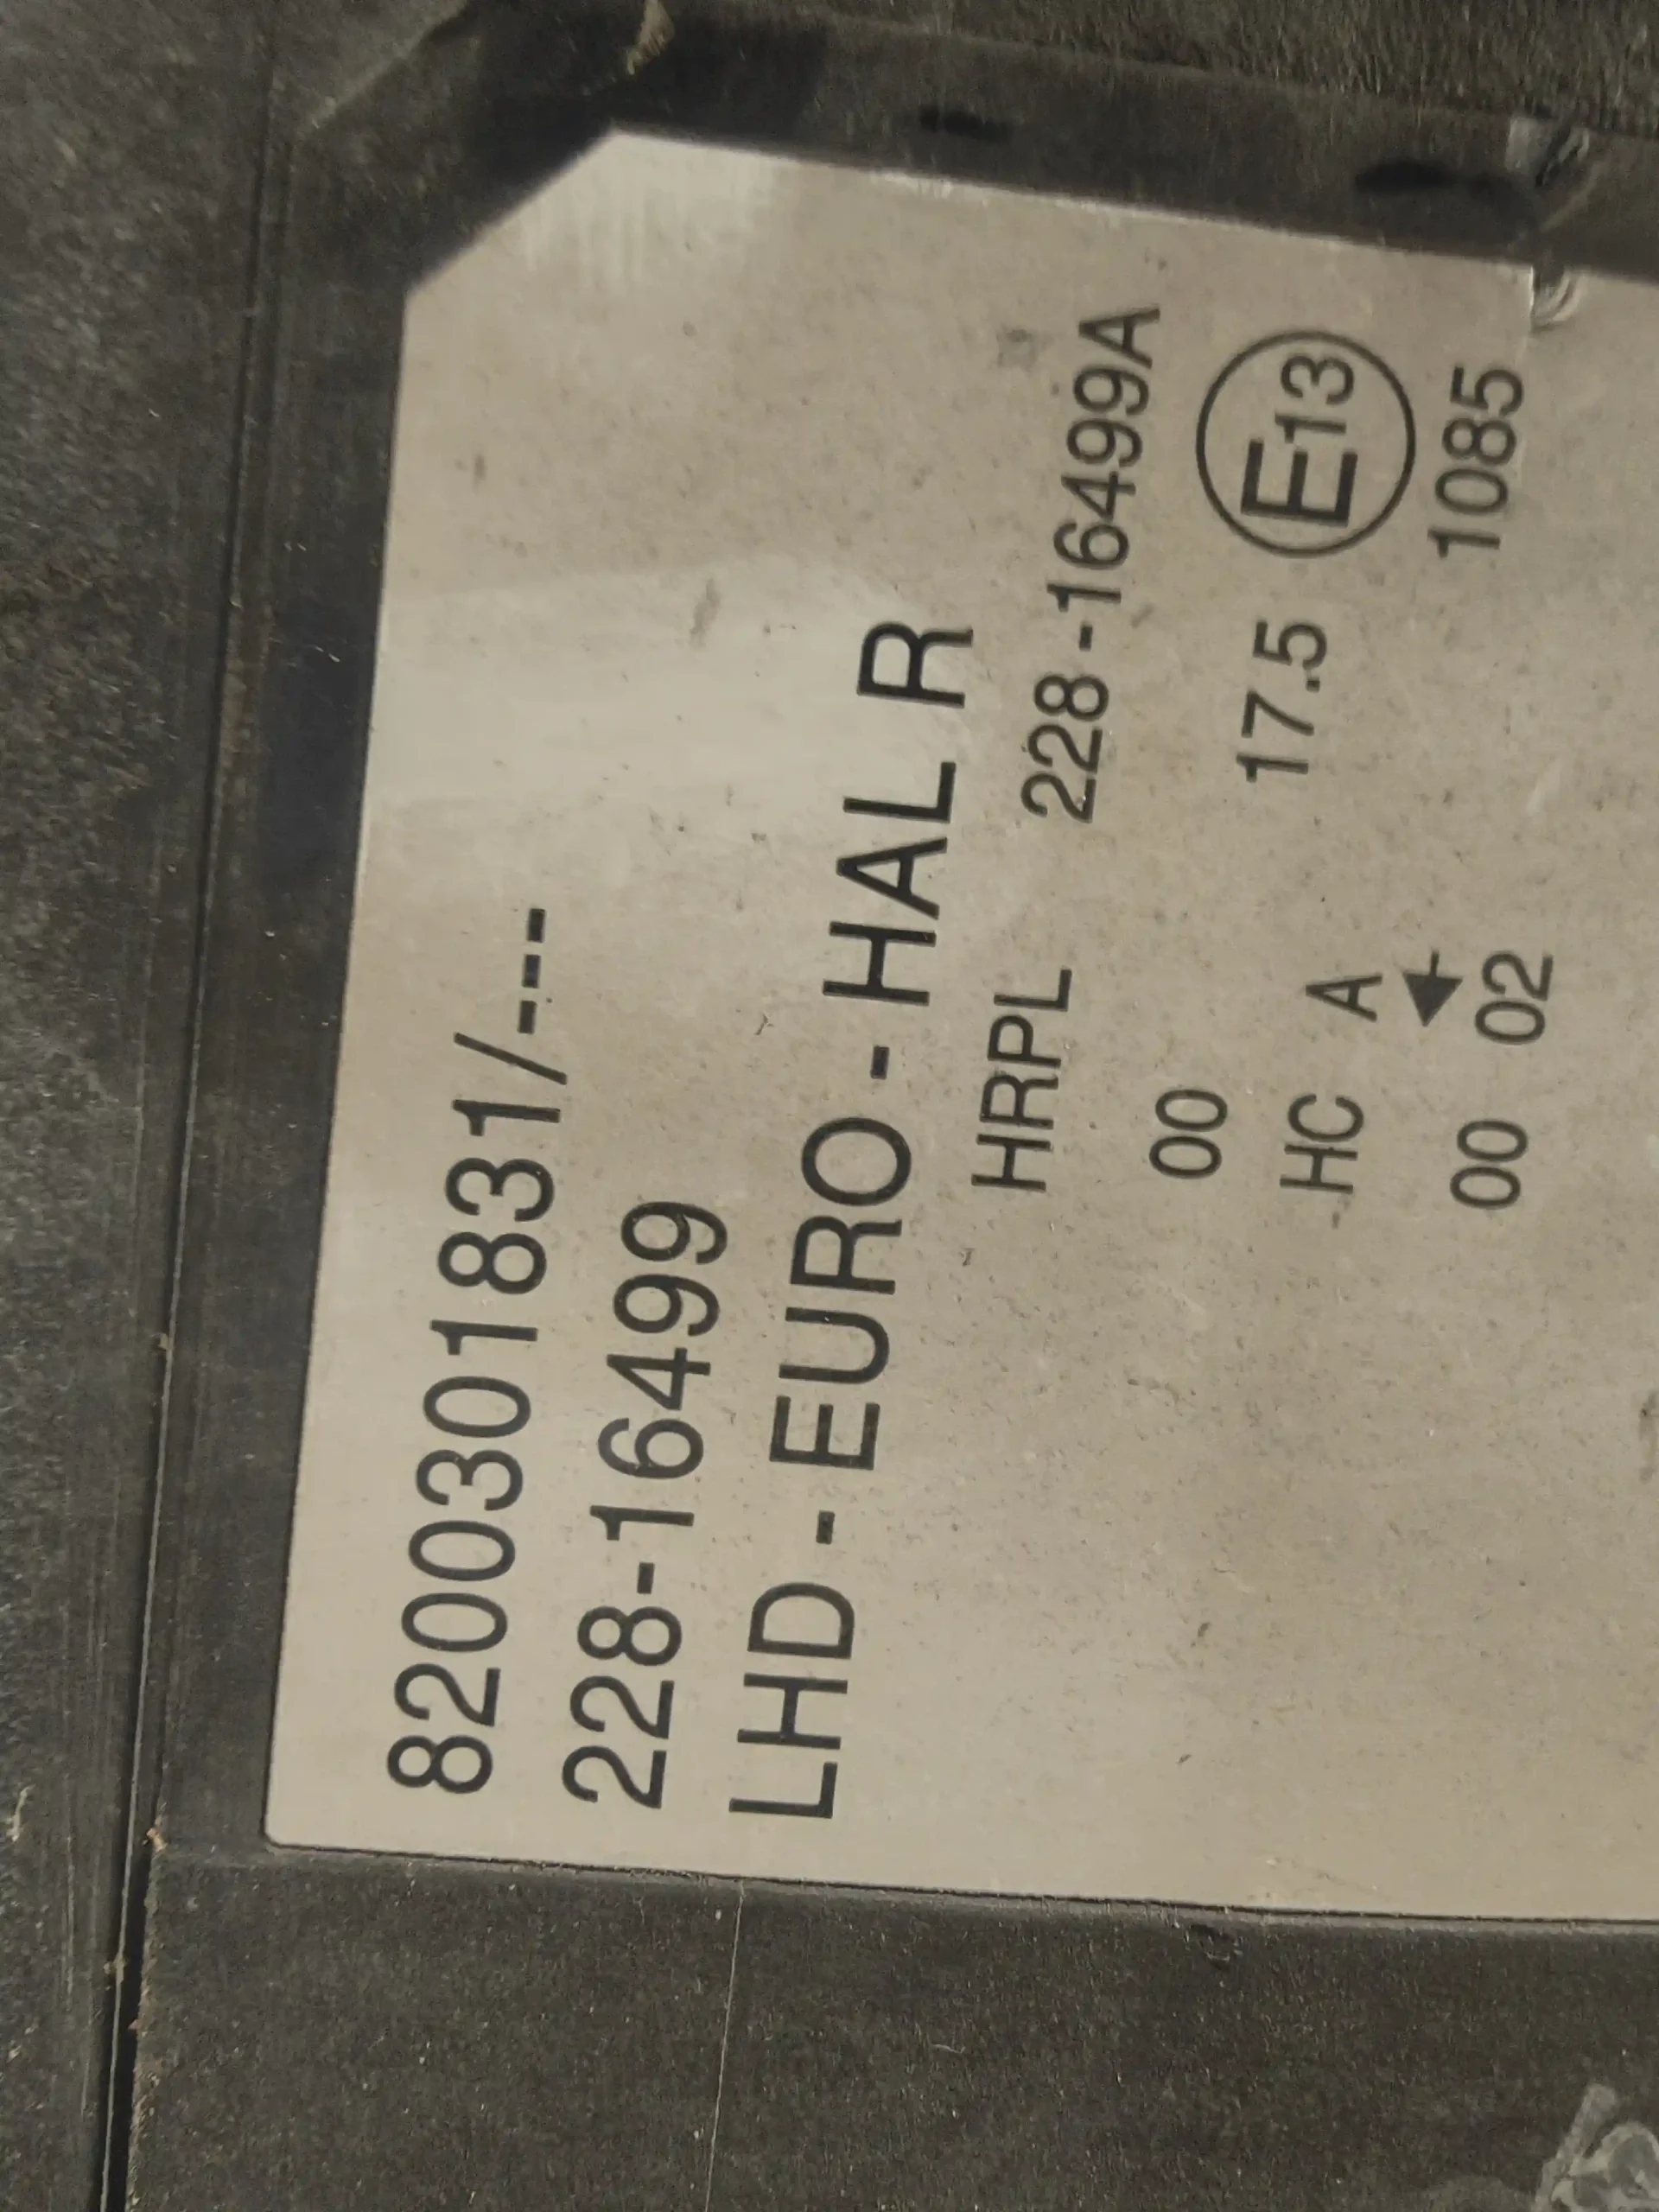 8200301831/---
228-16499
LHD - EURO - HAL R
HRPL 228-16499A
00
HC A 17.5 E13
00 02 1085